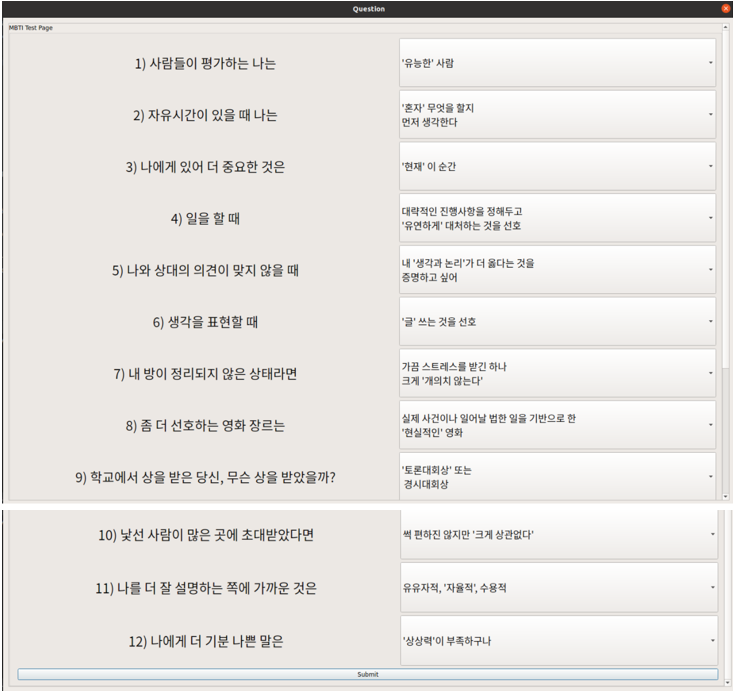 Question
MBTI Test Page
1) 사람들이 평가하는 나는
'유능한' 사람
2) 자유시간이 있을 때 나는
'혼자' 무엇을 할지
먼저 생각한다
3) 나에게 있어 더 중요한 것은
'현재' 이 순간
4) 일을 할 때
대략적인 진행사항을 정해두고
'유연하게' 대처하는 것을 선호
5) 나와 상대의 의견이 맞지 않을 때
내 '생각과 논리'가 더 옳다는 것을
증명하고 싶어
6) 생각을 표현할 때
'글' 쓰는 것을 선호
7) 내 방이 정리되지 않은 상태라면
가끔 스트레스를 받긴 하나
크게 '개의치 않는다'
8) 좀 더 선호하는 영화 장르는
실제 사건이나 일어날 법한 일을 기반으로 한
'현실적인' 영화
9) 학교에서 상을 받은 당신, 무슨 상을 받았을까?
'토론대회상' 또는
경시대회상
10) 낯선 사람이 많은 곳에 초대받았다면
썩 편하진 않지만 '크게 상관없다'
11) 나를 더 잘 설명하는 쪽에 가까운 것은
유유자적, '자율적', 수용적
12) 나에게 더 기분 나쁜 말은
'상상력'이 부족하구나
Submit